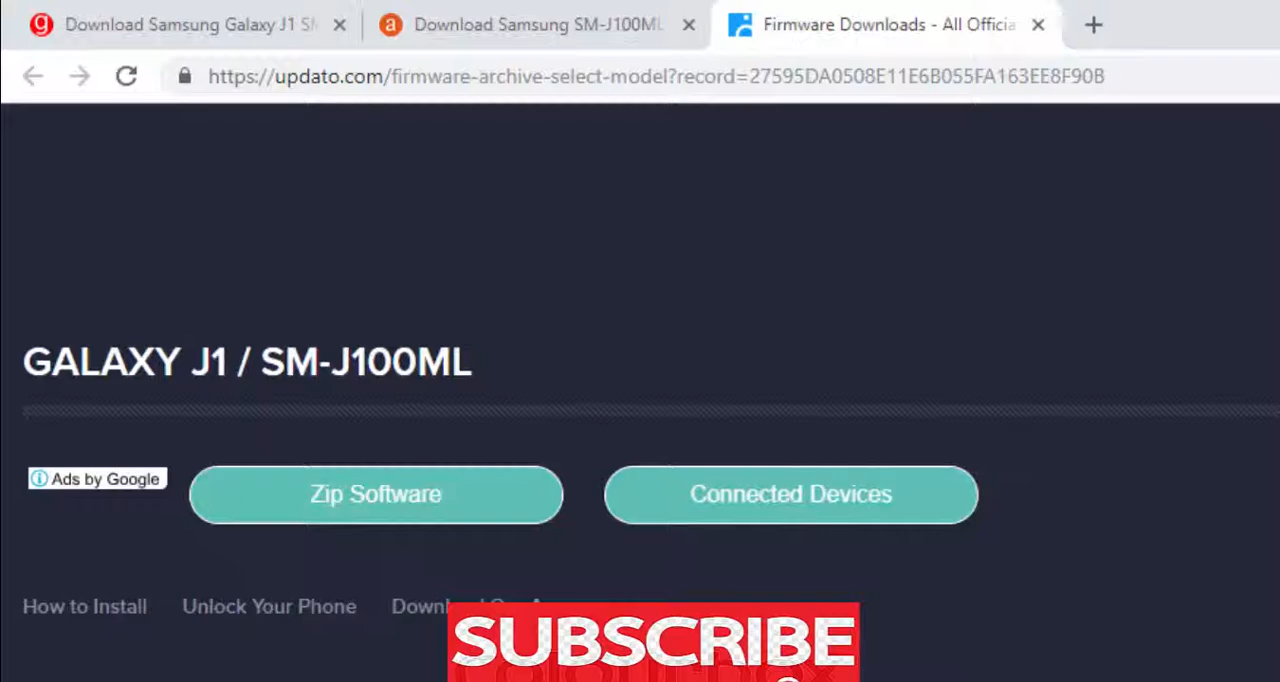 Download Samsung Galaxy J1 SM
Download Samsung SM-J100ML
Firmware Downloads - All Officia
https://updato.com/firmware-archive-select-model?record=27595DA0508E11E6B055FA163EE8F90B
GALAXY J1 / SM-J100ML
Ads by Google
Zip Software
Connected Devices
How to Install
Unlock Your Phone
SUBSCRIBE